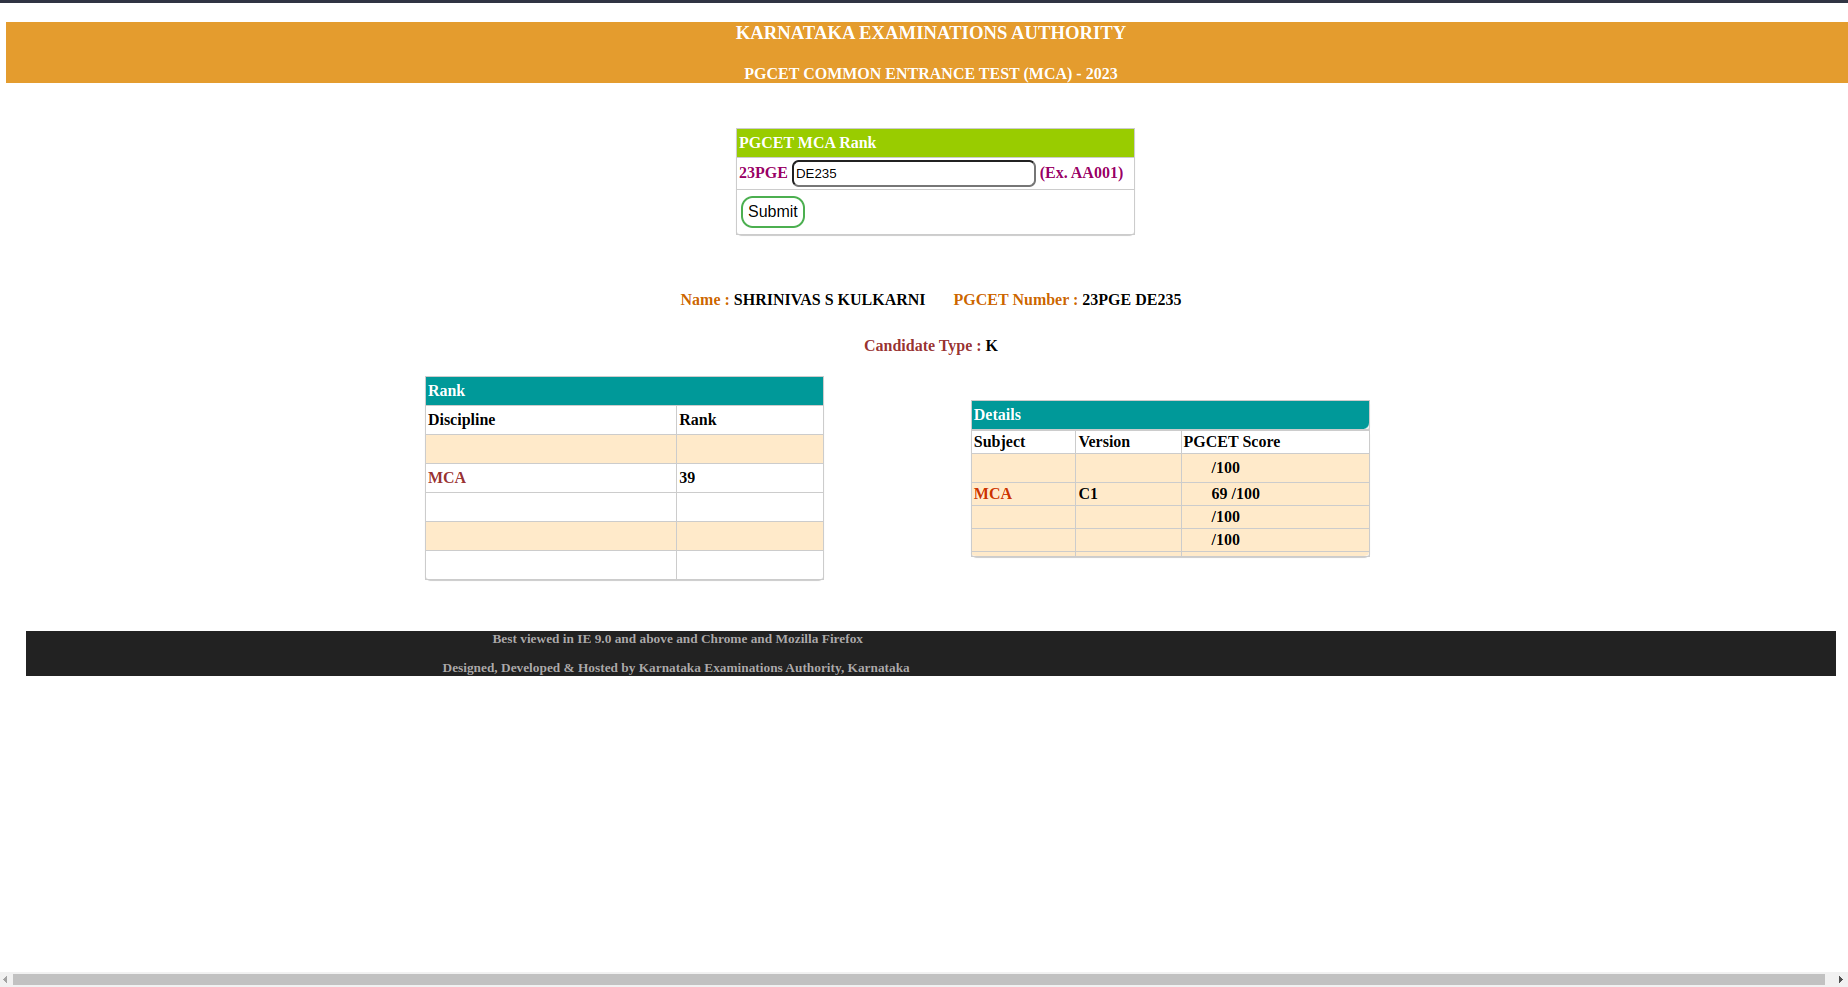 KARNATAKA EXAMINATIONS AUTHORITY
PGCET COMMON ENTRANCE TEST (MCA) - 2023
PGCET MCA Rank
23PGE DE235 (Ex. AA001)
Submit
Name : SHRINIVAS S KULKARNI PGCET Number : 23PGE DE235
Candidate Type : K
Rank
Discipline Rank
MCA 39
Details
Subject Version PGCET Score
/100
MCA C1 69 /100
/100
/100
Best viewed in IE 9.0 and above and Chrome and Mozilla Firefox
Designed, Developed & Hosted by Karnataka Examinations Authority, Karnataka